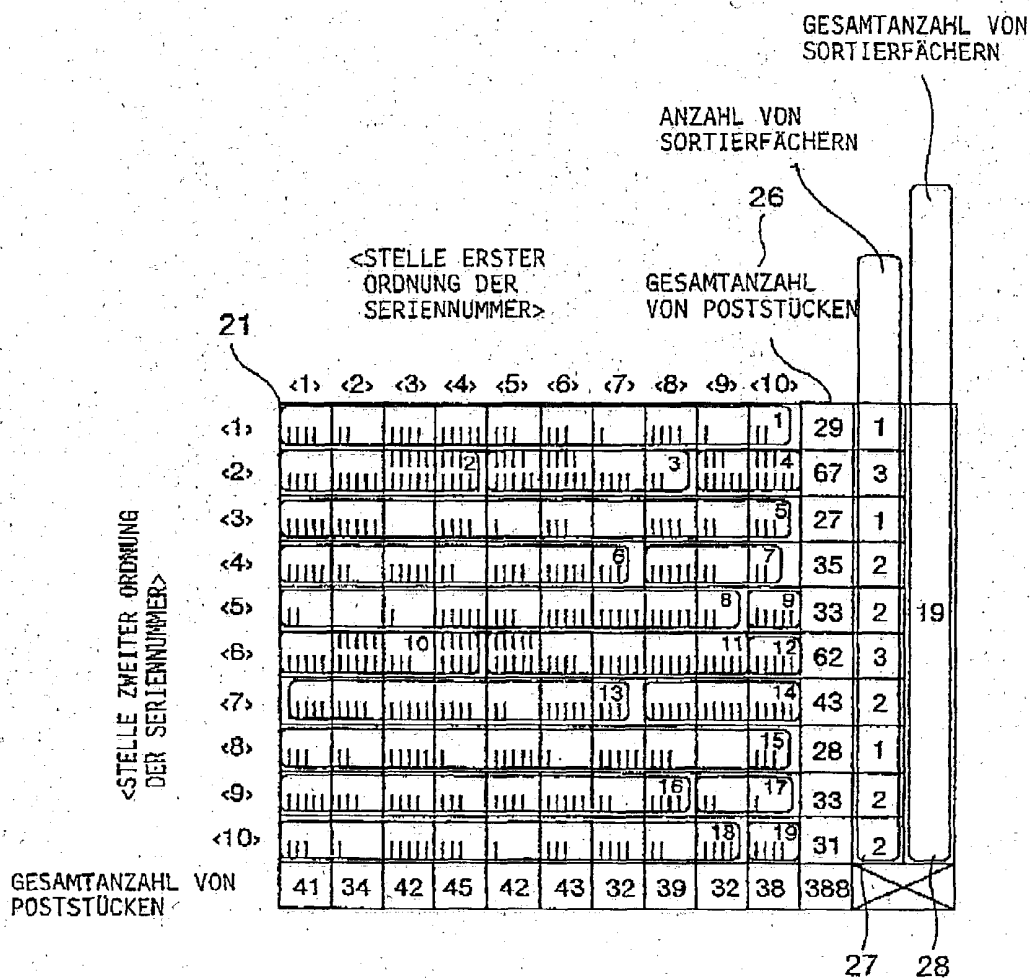 GESAMTANZAHL VON
SORTIERFÄCHERN
ANZAHL VON
SORTIERFÄCHERN
26
<STELLE ERSTER
ORDNUNG DER
SERIENNUMMER>
GESAMTANZAHL
VON POSTSTÜCKEN
21
<1> <2> <3> <4> <5> <6> <7> <8> <9> <10>
<1> 1 29 1
<2> 2 3 4 67 3
<3> 5 27 1
<4> 6 7 35 2
<5> 8 9 33 2 19
<6> 10 11 12 62 3
<7> 13 14 43 2
<8> 15 28 1
<9> 16 17 33 2
<10> 18 19 31 2
<STELLE ZWEITER ORDNUNG
DER SERIENNUMMER>
GESAMTANZAHL VON
POSTSTÜCKEN
41 34 42 45 42 43 32 39 32 38 388
27 28